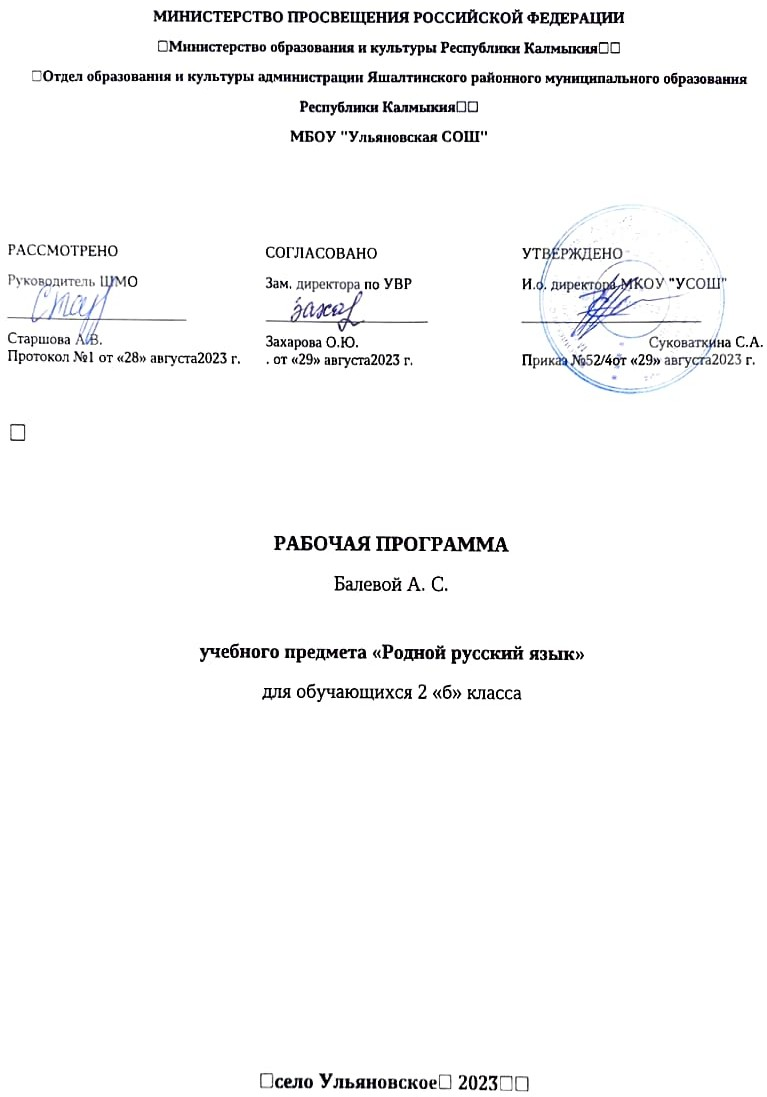 МИНИСТЕРСТВО ПРОСВЕЩЕНИЯ РОССИЙСКОЙ ФЕДЕРАЦИИ
□Министерство образования и культуры Республики Калмыкия□□
□Отдел образования и культуры администрации Яшалтинского районного муниципального образования
Республики Калмыкия□□
МБОУ "Ульяновская СОШ"
РАССМОТРЕНО
Руководитель ШМО
Старшова А.В.
Протокол №1 от «28» августа2023 г.
СОГЛАСОВАНО
Зам. директора по УВР
Захарова О.Ю.
. от «29» августа2023 г.
УТВЕРЖДЕНО
И.о. директора МКОУ "УСОШ"
Суковаткина С.А.
Приказ №52/4от «29» августа2023 г.
□
РАБОЧАЯ ПРОГРАММА
Балевой А. С.
учебного предмета «Родной русский язык»
для обучающихся 2 «б» класса
□село Ульяновское□ 2023□□